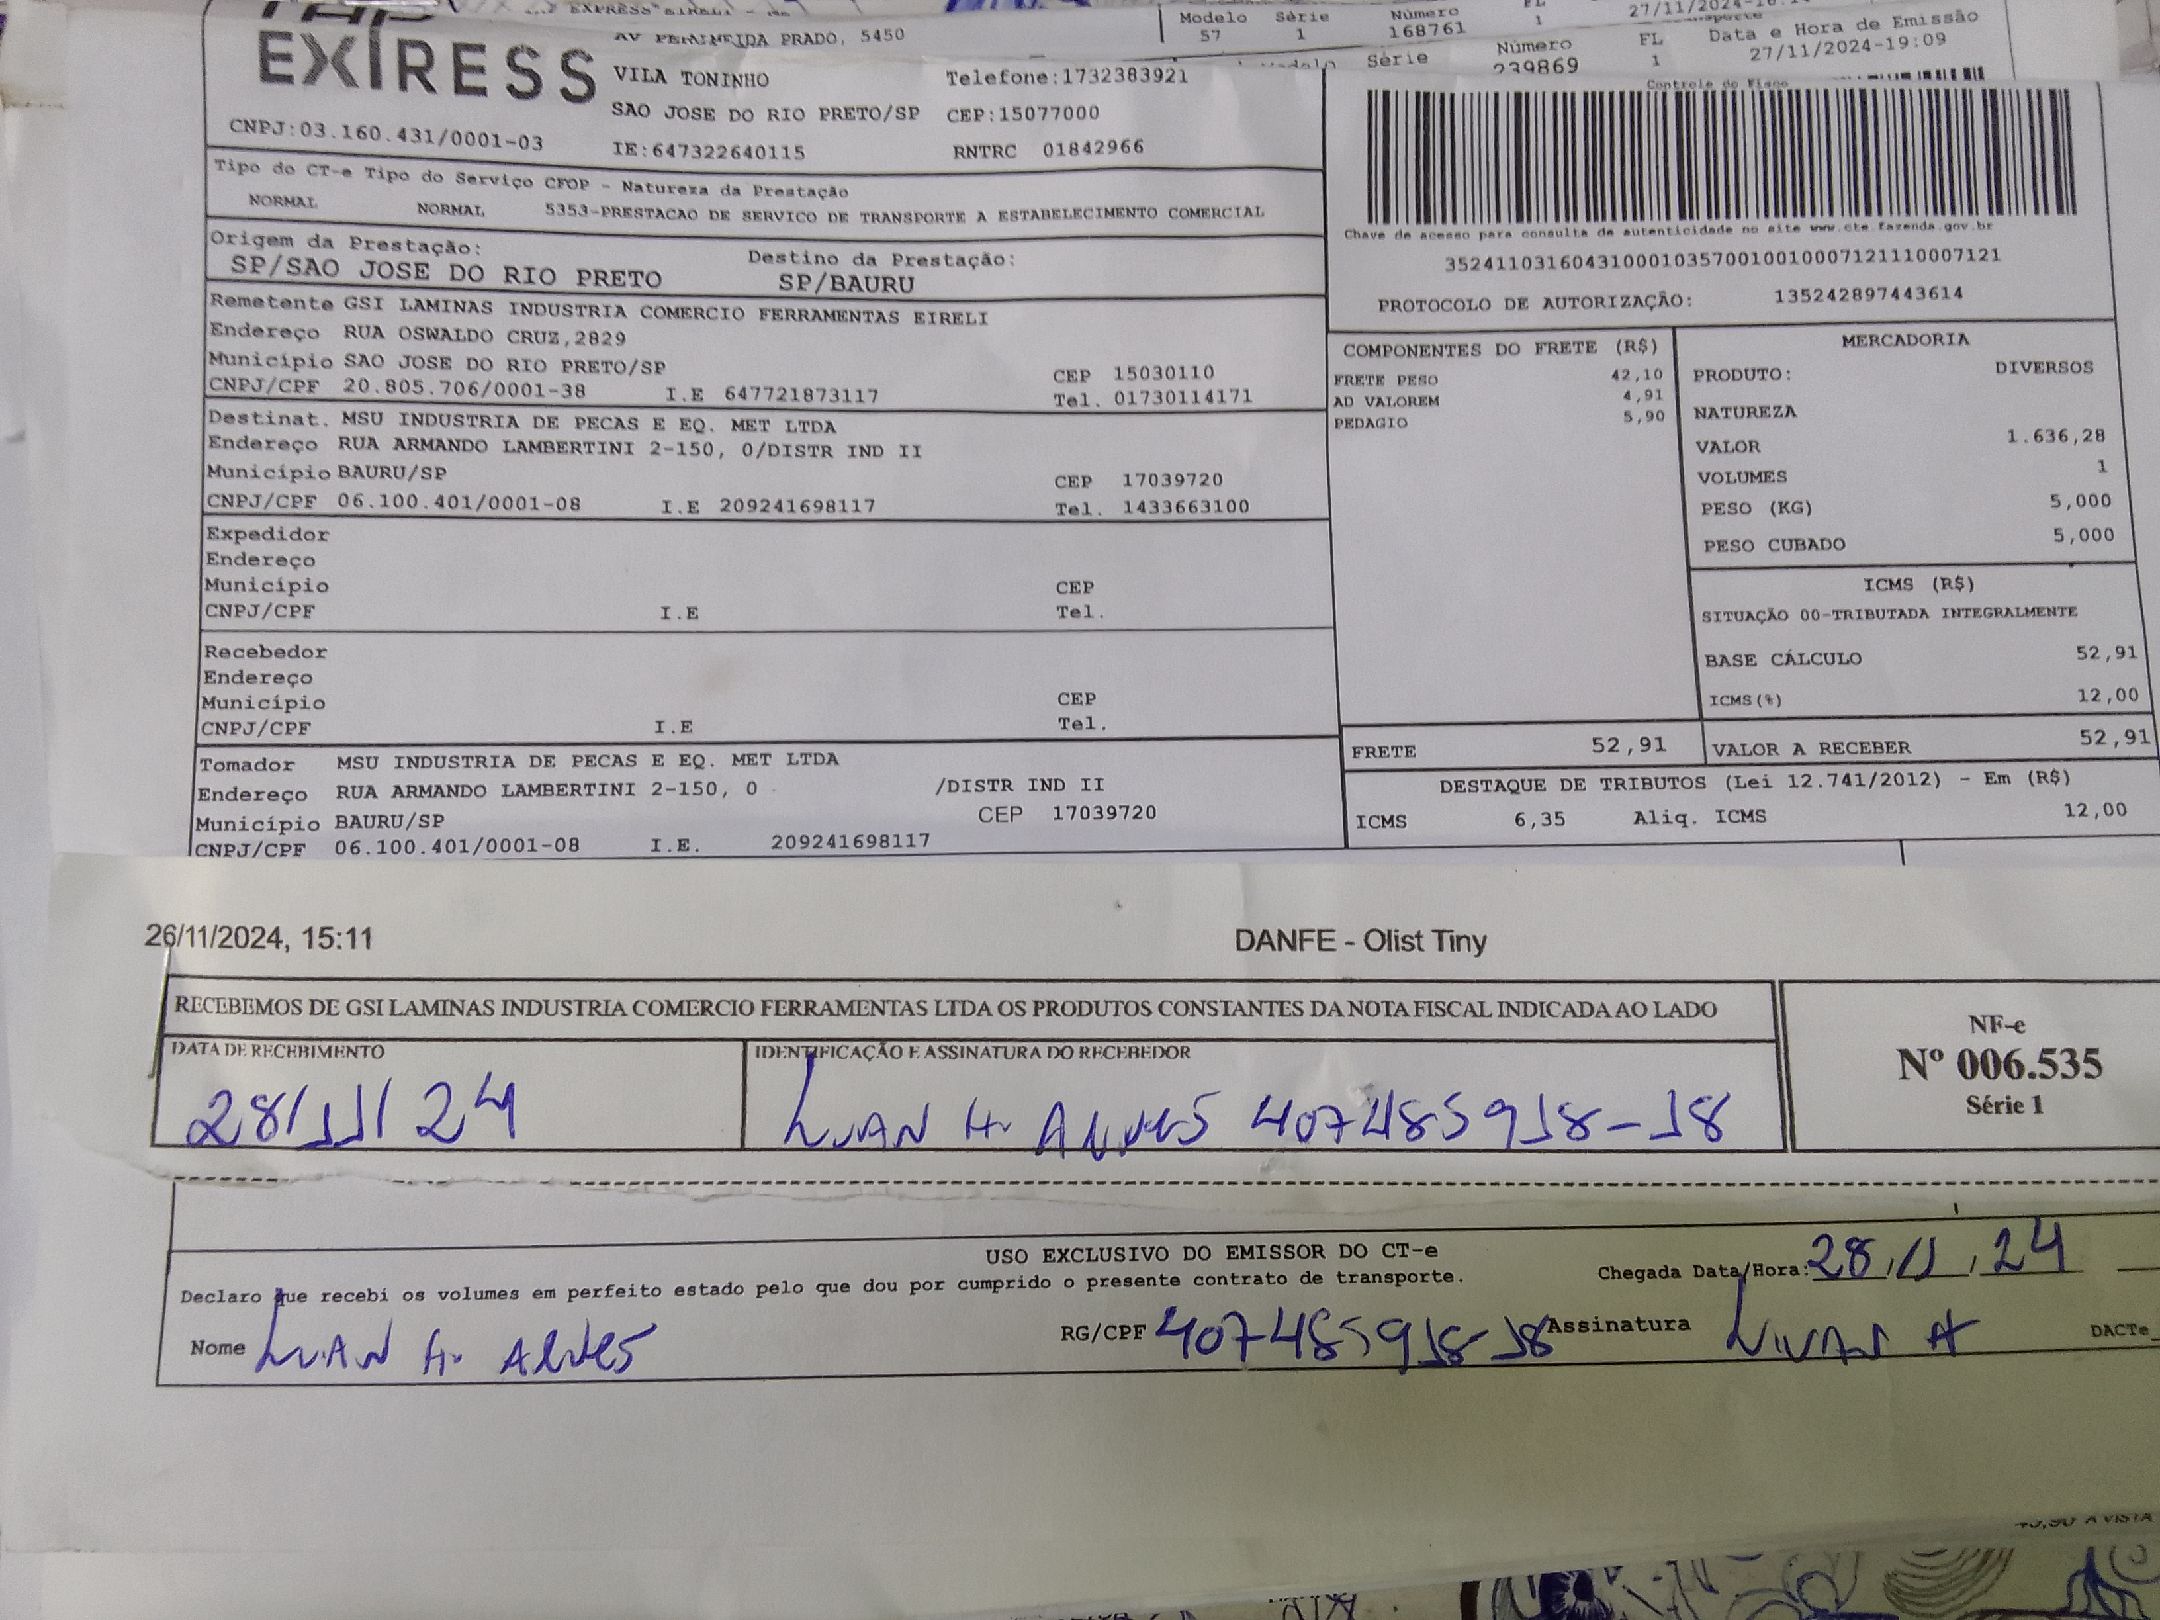 EXPRESS EIRELI
Modelo Série Número FL
57 1 168761 1 27/11/2024
Série Número FL Data e Hora de Emissão
239869 1 27/11/2024-19:09
PRADO, 5450
VILA TONINHO Telefone:1732383921
SAO JOSE DO RIO PRETO/SP CEP:15077000
CNPJ:03.160.431/0001-03 IE:647322640115 RNTRC 01842966
Controle do Fisco
Chave de acesso para consulta de autenticidade no site www.cte.fazenda.gov.br
35241103160431000103570010010007121110007121
PROTOCOLO DE AUTORIZAÇÃO: 135242897443614
Tipo do CT-e Tipo do Serviço CFOP - Natureza da Prestação
NORMAL NORMAL 5353-PRESTACAO DE SERVICO DE TRANSPORTE A ESTABELECIMENTO COMERCIAL
Origem da Prestação: Destino da Prestação:
SP/SAO JOSE DO RIO PRETO SP/BAURU
Remetente GSI LAMINAS INDUSTRIA COMERCIO FERRAMENTAS EIRELI
Endereço RUA OSWALDO CRUZ,2829
Município SAO JOSE DO RIO PRETO/SP CEP 15030110
CNPJ/CPF 20.805.706/0001-38 I.E 647721873117 Tel. 01730114171
Destinat. MSU INDUSTRIA DE PECAS E EQ. MET LTDA
Endereço RUA ARMANDO LAMBERTINI 2-150, 0/DISTR IND II
Município BAURU/SP CEP 17039720
CNPJ/CPF 06.100.401/0001-08 I.E 209241698117 Tel. 1433663100
Expedidor
Endereço
Município CEP
CNPJ/CPF I.E Tel.
Recebedor
Endereço
Município CEP
CNPJ/CPF I.E Tel.
Tomador MSU INDUSTRIA DE PECAS E EQ. MET LTDA
Endereço RUA ARMANDO LAMBERTINI 2-150, 0 /DISTR IND II
Município BAURU/SP CEP 17039720
CNPJ/CPF 06.100.401/0001-08 I.E. 209241698117
COMPONENTES DO FRETE (R$)
FRETE PESO 42,10
AD VALOREM 4,91
PEDAGIO 5,90
MERCADORIA
PRODUTO: DIVERSOS
NATUREZA
VALOR 1.636,28
VOLUMES 1
PESO (KG) 5,000
PESO CUBADO 5,000
ICMS (R$)
SITUAÇÃO 00-TRIBUTADA INTEGRALMENTE
BASE CÁLCULO 52,91
ICMS(%) 12,00
FRETE 52,91 VALOR A RECEBER 52,91
DESTAQUE DE TRIBUTOS (Lei 12.741/2012) - Em (R$)
ICMS 6,35 Aliq. ICMS 12,00
26/11/2024, 15:11 DANFE - Olist Tiny
RECEBEMOS DE GSI LAMINAS INDUSTRIA COMERCIO FERRAMENTAS LTDA OS PRODUTOS CONSTANTES DA NOTA FISCAL INDICADA AO LADO
DATA DE RECEBIMENTO IDENTIFICAÇÃO E ASSINATURA DO RECEBEDOR
28/11/24 LUAN H. ALVES 407485918-18
NF-e
Nº 006.535
Série 1
USO EXCLUSIVO DO EMISSOR DO CT-e
Declaro que recebi os volumes em perfeito estado pelo que dou por cumprido o presente contrato de transporte. Chegada Data/Hora: 28/11/24
Nome LUAN H. ALVES RG/CPF 407485918-18 Assinatura LUAN A DACTe
A VISTA